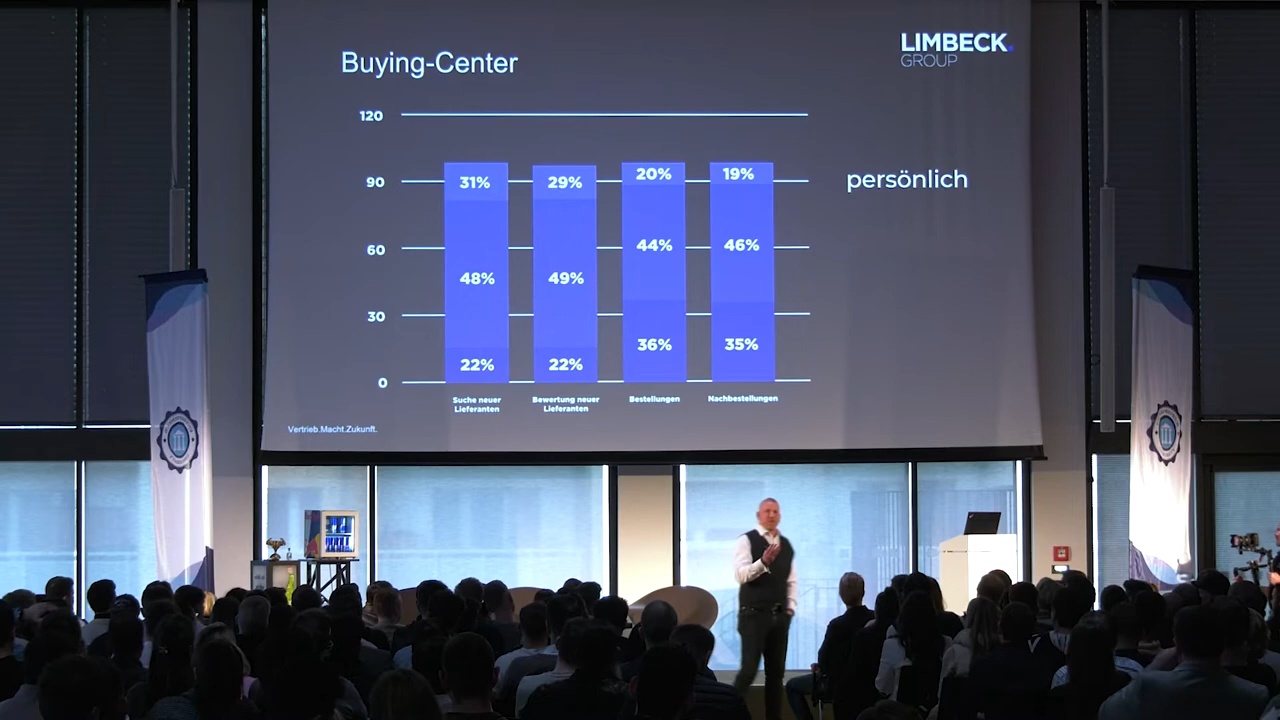 LIMBECK.
GROUP
Buying-Center
120
90
60
30
0
31%
29%
20%
19%
48%
49%
44%
46%
22%
22%
36%
35%
persönlich
Suche neuer
Lieferanten
Bewertung neuer
Lieferanten
Bestellungen
Nachbestellungen
Vertrieb.Macht.Zukunft.